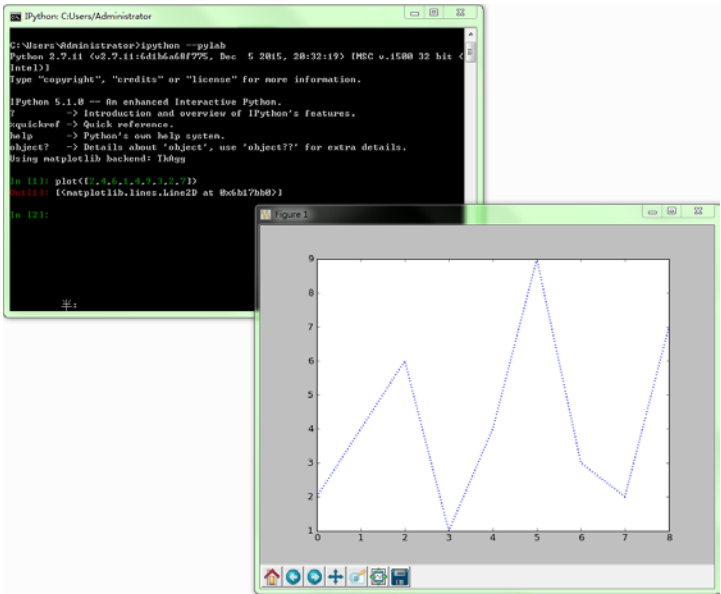 IPython: C:Users/Administrator
C:\Users\Administrator>ipython --pylab
Python 2.7.11 (v2.7.11:6d1b6a68f775, Dec  5 2015, 20:32:19) [MSC v.1500 32 bit (
Intel)]
Type "copyright", "credits" or "license" for more information.
IPython 5.1.0 -- An enhanced Interactive Python.
?         -> Introduction and overview of IPython's features.
%quickref -> Quick reference.
help      -> Python's own help system.
object?   -> Details about 'object', use 'object??' for extra details.
Using matplotlib backend: TkAgg
In [1]: plot([2,4,6,1,4,9,3,2,7])
Out[1]: [<matplotlib.lines.Line2D at 0x6b17bb0>]
In [2]:
半:
Figure 1
9
8
7
6
5
4
3
2
1
0 1 2 3 4 5 6 7 8